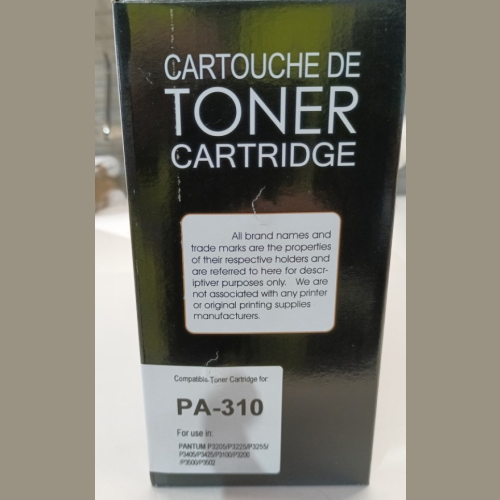 CARTOUCHE DE
TONER
CARTRIDGE
All brand names and
trade marks are the properties
of their respective holders and
are referred to here for descr-
iptiver purposes only. We are
not associated with any printer
or original printing supplies
manufacturers.
Compatible Toner Cartridge for:
PA-310
For use in:
PANTUM P3205/P3225/P3255/
P3405/P3425/P3100/P3200
P3500/P3502